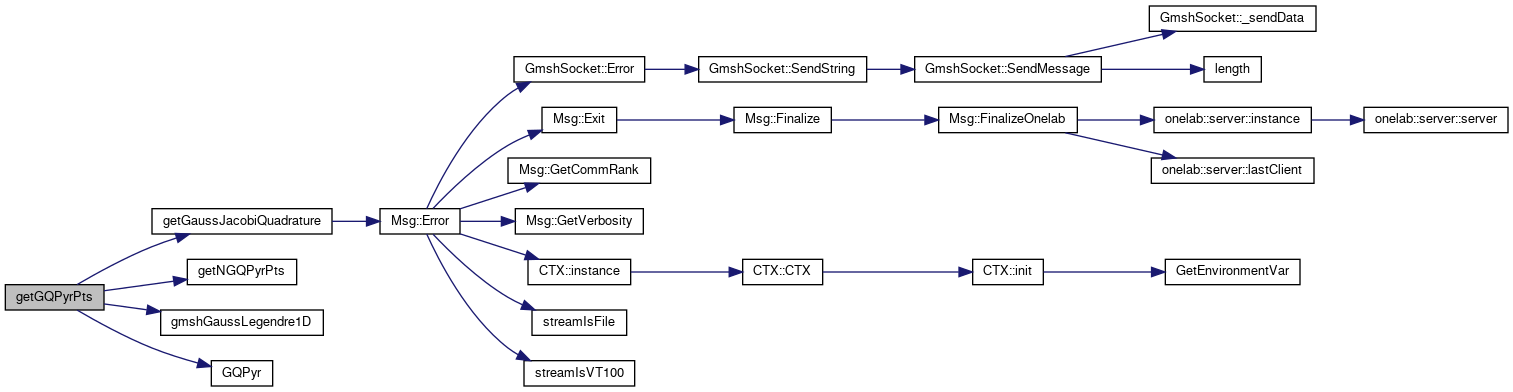 GmshSocket::_sendData
GmshSocket::Error
GmshSocket::SendString
GmshSocket::SendMessage
length
Msg::Exit
Msg::Finalize
Msg::FinalizeOnelab
onelab::server::instance
onelab::server::server
Msg::GetCommRank
onelab::server::lastClient
getGaussJacobiQuadrature
Msg::Error
Msg::GetVerbosity
getNGQPyrPts
CTX::instance
CTX::CTX
CTX::init
GetEnvironmentVar
getGQPyrPts
gmshGaussLegendre1D
streamIsFile
GQPyr
streamIsVT100